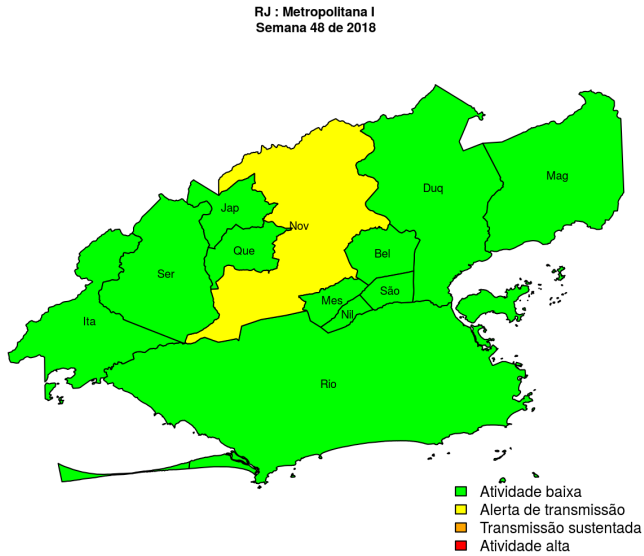 RJ : Metropolitana I
Semana 48 de 2018
Mag
Duq
Jap
Nov
Que
Bel
Ser
São
Mes
Nil
Ita
Rio
Atividade baixa
Alerta de transmissão
Transmissão sustentada
Atividade alta